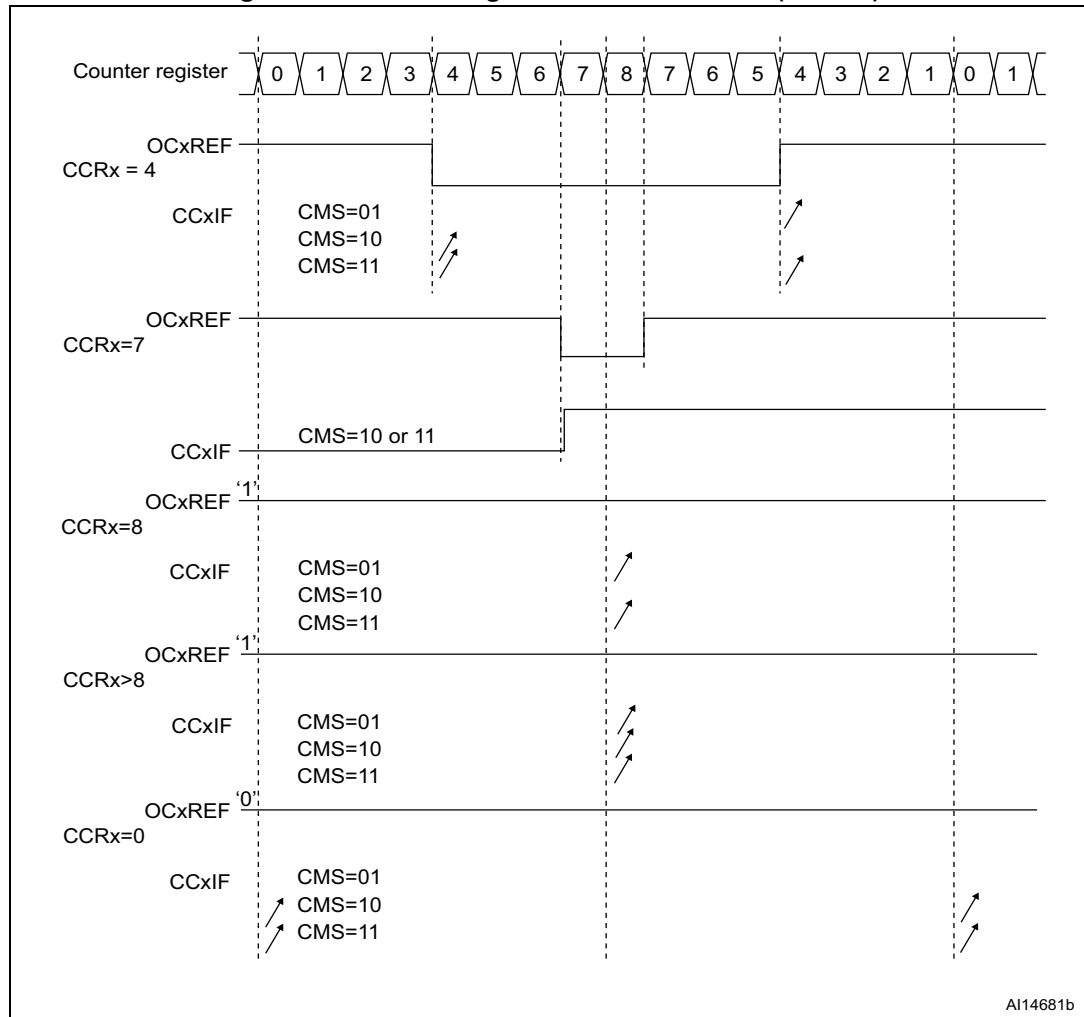 Counter register 0 1 2 3 4 5 6 7 8 7 6 5 4 3 2 1 0 1
OCxREF
CCRx = 4
CCxIF CMS=01
CMS=10
CMS=11
OCxREF
CCRx=7
CCxIF CMS=10 or 11
OCxREF '1'
CCRx=8
CCxIF CMS=01
CMS=10
CMS=11
OCxREF '1'
CCRx>8
CCxIF CMS=01
CMS=10
CMS=11
OCxREF '0'
CCRx=0
CCxIF CMS=01
CMS=10
CMS=11
AI14681b